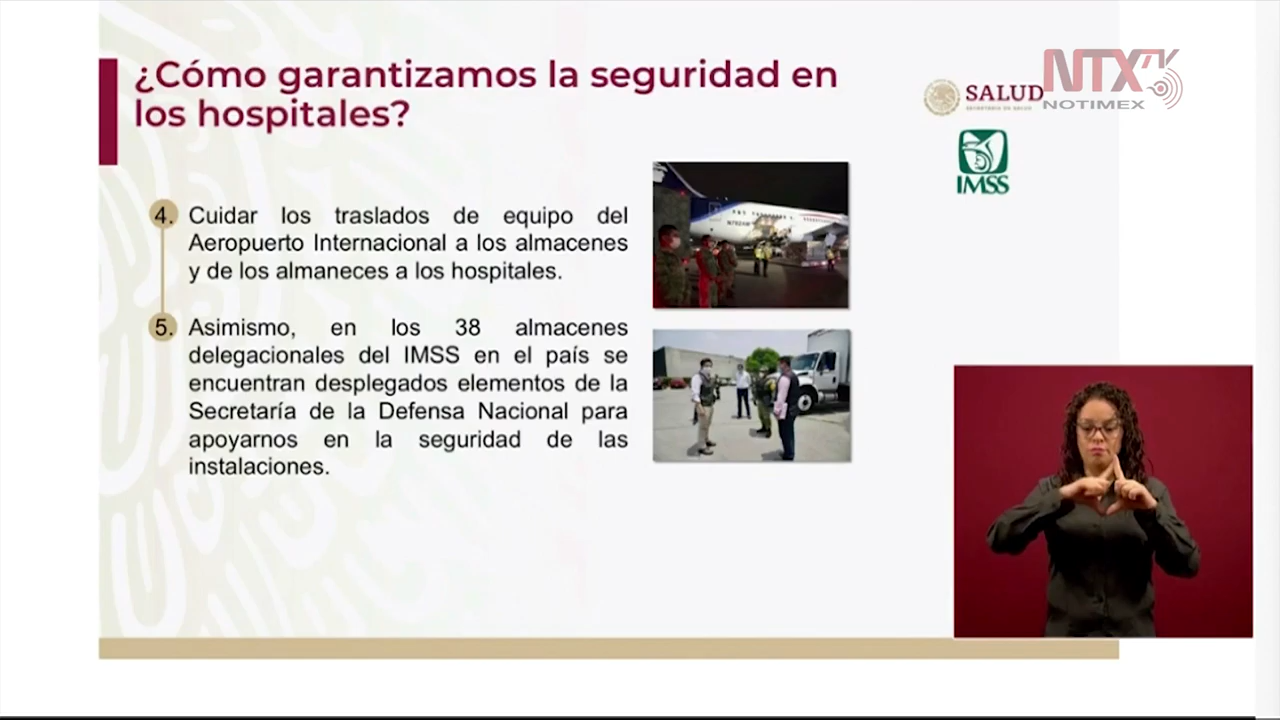 ¿Cómo garantizamos la seguridad en
los hospitales?
SALUD
SECRETARÍA DE SALUD
NTX
NOTIMEX
IMSS
4. Cuidar los traslados de equipo del
Aeropuerto Internacional a los almacenes
y de los almaneces a los hospitales.
5. Asimismo, en los 38 almacenes
delegacionales del IMSS en el país se
encuentran desplegados elementos de la
Secretaría de la Defensa Nacional para
apoyarnos en la seguridad de las
instalaciones.